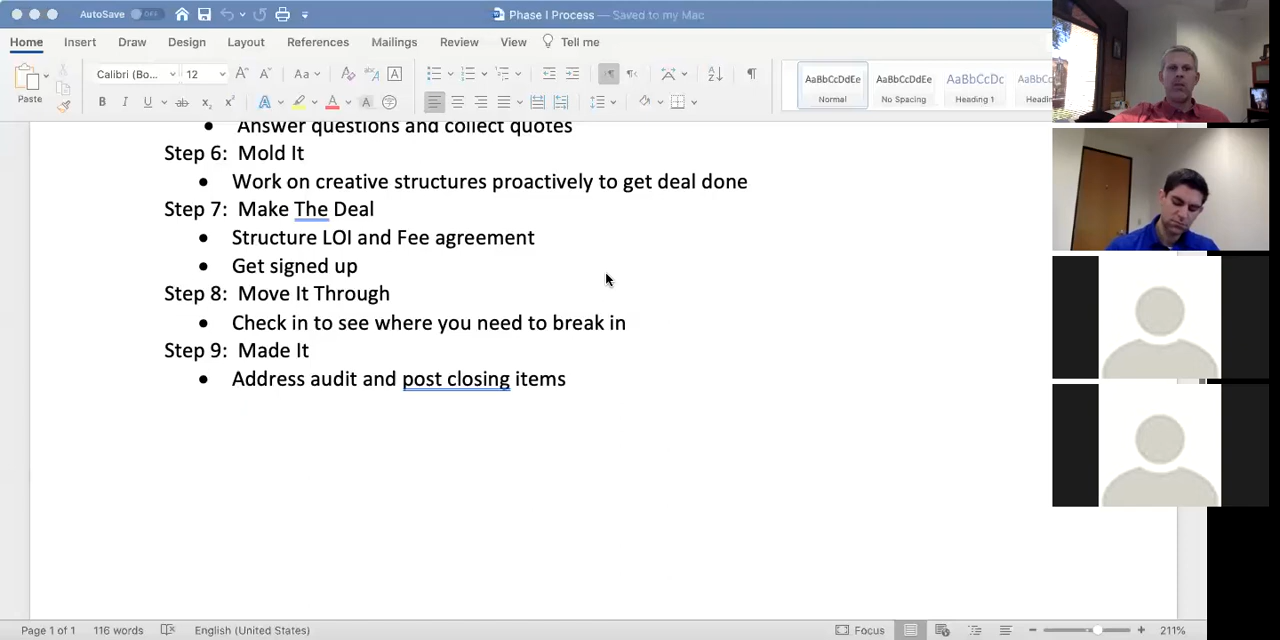 AutoSave OFF
Phase I Process — Saved to my Mac
Home Insert Draw Design Layout References Mailings Review View Tell me
Paste
Calibri (Bo... 12
AaBbCcDdEe AaBbCcDdEe AaBbCcDc AaBbCc
Normal No Spacing Heading 1 Headin
Answer questions and collect quotes
Step 6: Mold It
• Work on creative structures proactively to get deal done
Step 7: Make The Deal
• Structure LOI and Fee agreement
• Get signed up
Step 8: Move It Through
• Check in to see where you need to break in
Step 9: Made It
• Address audit and post closing items
Page 1 of 1 116 words English (United States) Focus 211%